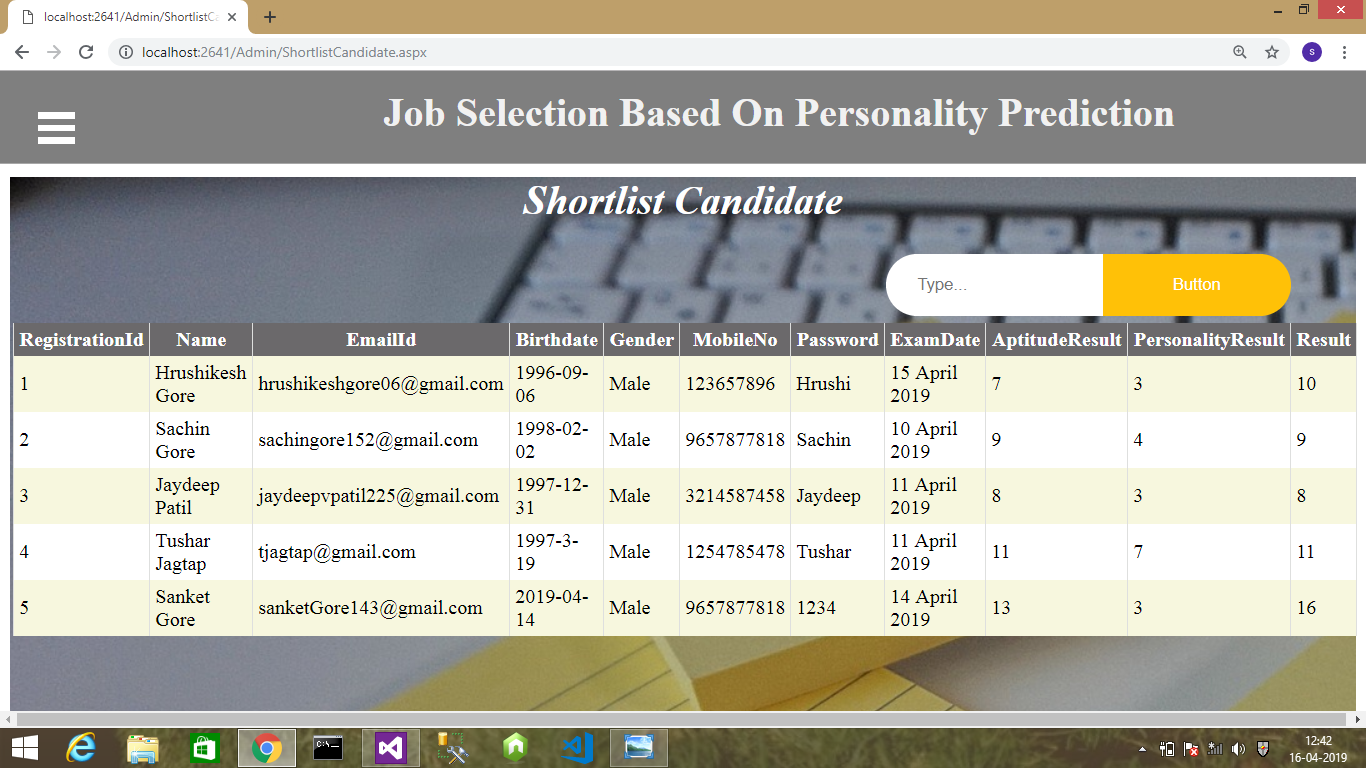 localhost:2641/Admin/ShortlistCa
localhost:2641/Admin/ShortlistCandidate.aspx
s
Job Selection Based On Personality Prediction
Shortlist Candidate
Type... Button
RegistrationId Name EmailId Birthdate Gender MobileNo Password ExamDate AptitudeResult PersonalityResult Result
1 Hrushikesh Gore hrushikeshgore06@gmail.com 1996-09-06 Male 123657896 Hrushi 15 April 2019 7 3 10
2 Sachin Gore sachingore152@gmail.com 1998-02-02 Male 9657877818 Sachin 10 April 2019 9 4 9
3 Jaydeep Patil jaydeepvpatil225@gmail.com 1997-12-31 Male 3214587458 Jaydeep 11 April 2019 8 3 8
4 Tushar Jagtap tjagtap@gmail.com 1997-3-19 Male 1254785478 Tushar 11 April 2019 11 7 11
5 Sanket Gore sanketGore143@gmail.com 2019-04-14 Male 9657877818 1234 14 April 2019 13 3 16
12:42
16-04-2019